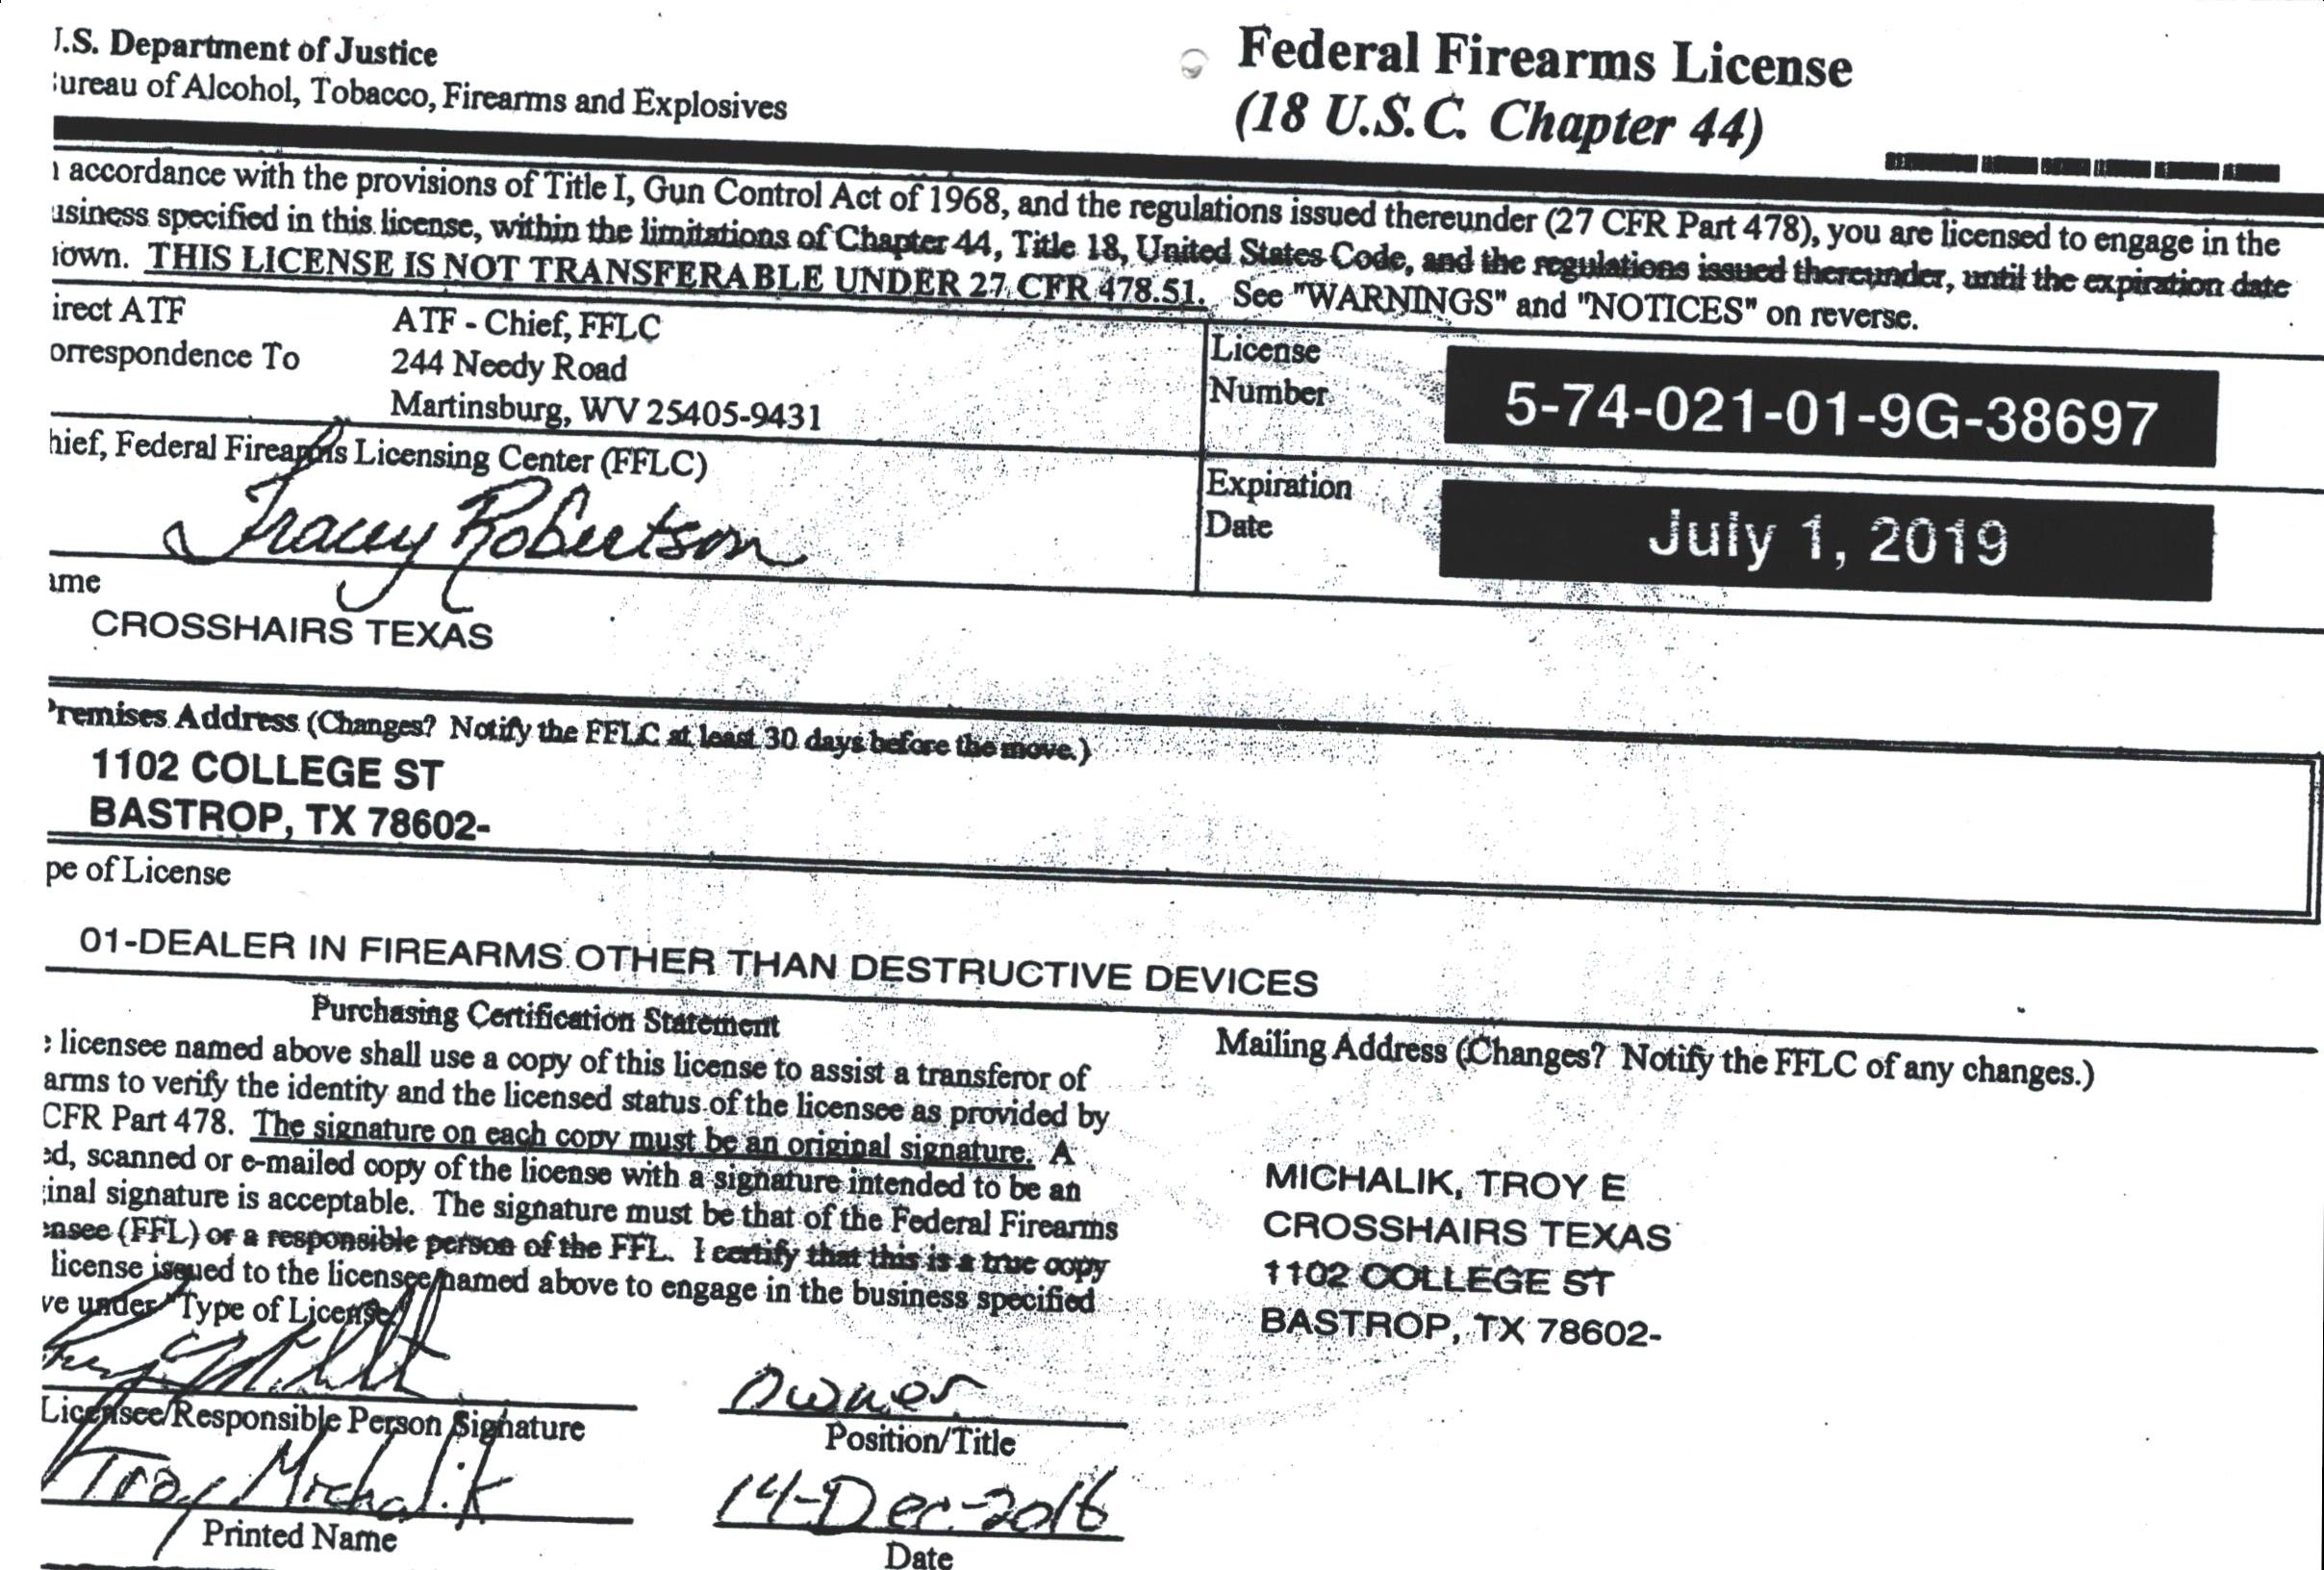 J.S. Department of Justice
ureau of Alcohol, Tobacco, Firearms and Explosives
Federal Firearms License
(18 U.S.C. Chapter 44)
accordance with the provisions of Title I, Gun Control Act of 1968, and the regulations issued thereunder (27 CFR Part 478), you are licensed to engage in the
usiness specified in this license, within the limitations of Chapter 44, Title 18, United States Code, and the regulations issued thereunder, until the expiration date
iown. THIS LICENSE IS NOT TRANSFERABLE UNDER 27 CFR 478.51. See "WARNINGS" and "NOTICES" on reverse.
irect ATF
orrespondence To
ATF - Chief, FFLC
244 Needy Road
Martinsburg, WV 25405-9431
License
Number
5-74-021-01-9G-38697
hief, Federal Firearms Licensing Center (FFLC)
Tracey Robertson
Expiration
Date
July 1, 2019
ame
CROSSHAIRS TEXAS
Premises Address (Changes? Notify the FFLC at least 30 days before the move.)
1102 COLLEGE ST
BASTROP, TX 78602-
pe of License
01-DEALER IN FIREARMS OTHER THAN DESTRUCTIVE DEVICES
Purchasing Certification Statement
licensee named above shall use a copy of this license to assist a transferor of
arms to verify the identity and the licensed status of the licensee as provided by
CFR Part 478. The signature on each copy must be an original signature. A
ed, scanned or e-mailed copy of the license with a signature intended to be an
inal signature is acceptable. The signature must be that of the Federal Firearms
ensee (FFL) or a responsible person of the FFL. I certify that this is a true copy
license issued to the licensee named above to engage in the business specified
ve under "Type of License"
Mailing Address (Changes? Notify the FFLC of any changes.)
MICHALIK, TROY E
CROSSHAIRS TEXAS
1102 COLLEGE ST
BASTROP, TX 78602-
Licensee/Responsible Person Signature
Owner
Position/Title
Troy Michalik
Printed Name
14-Dec-2016
Date